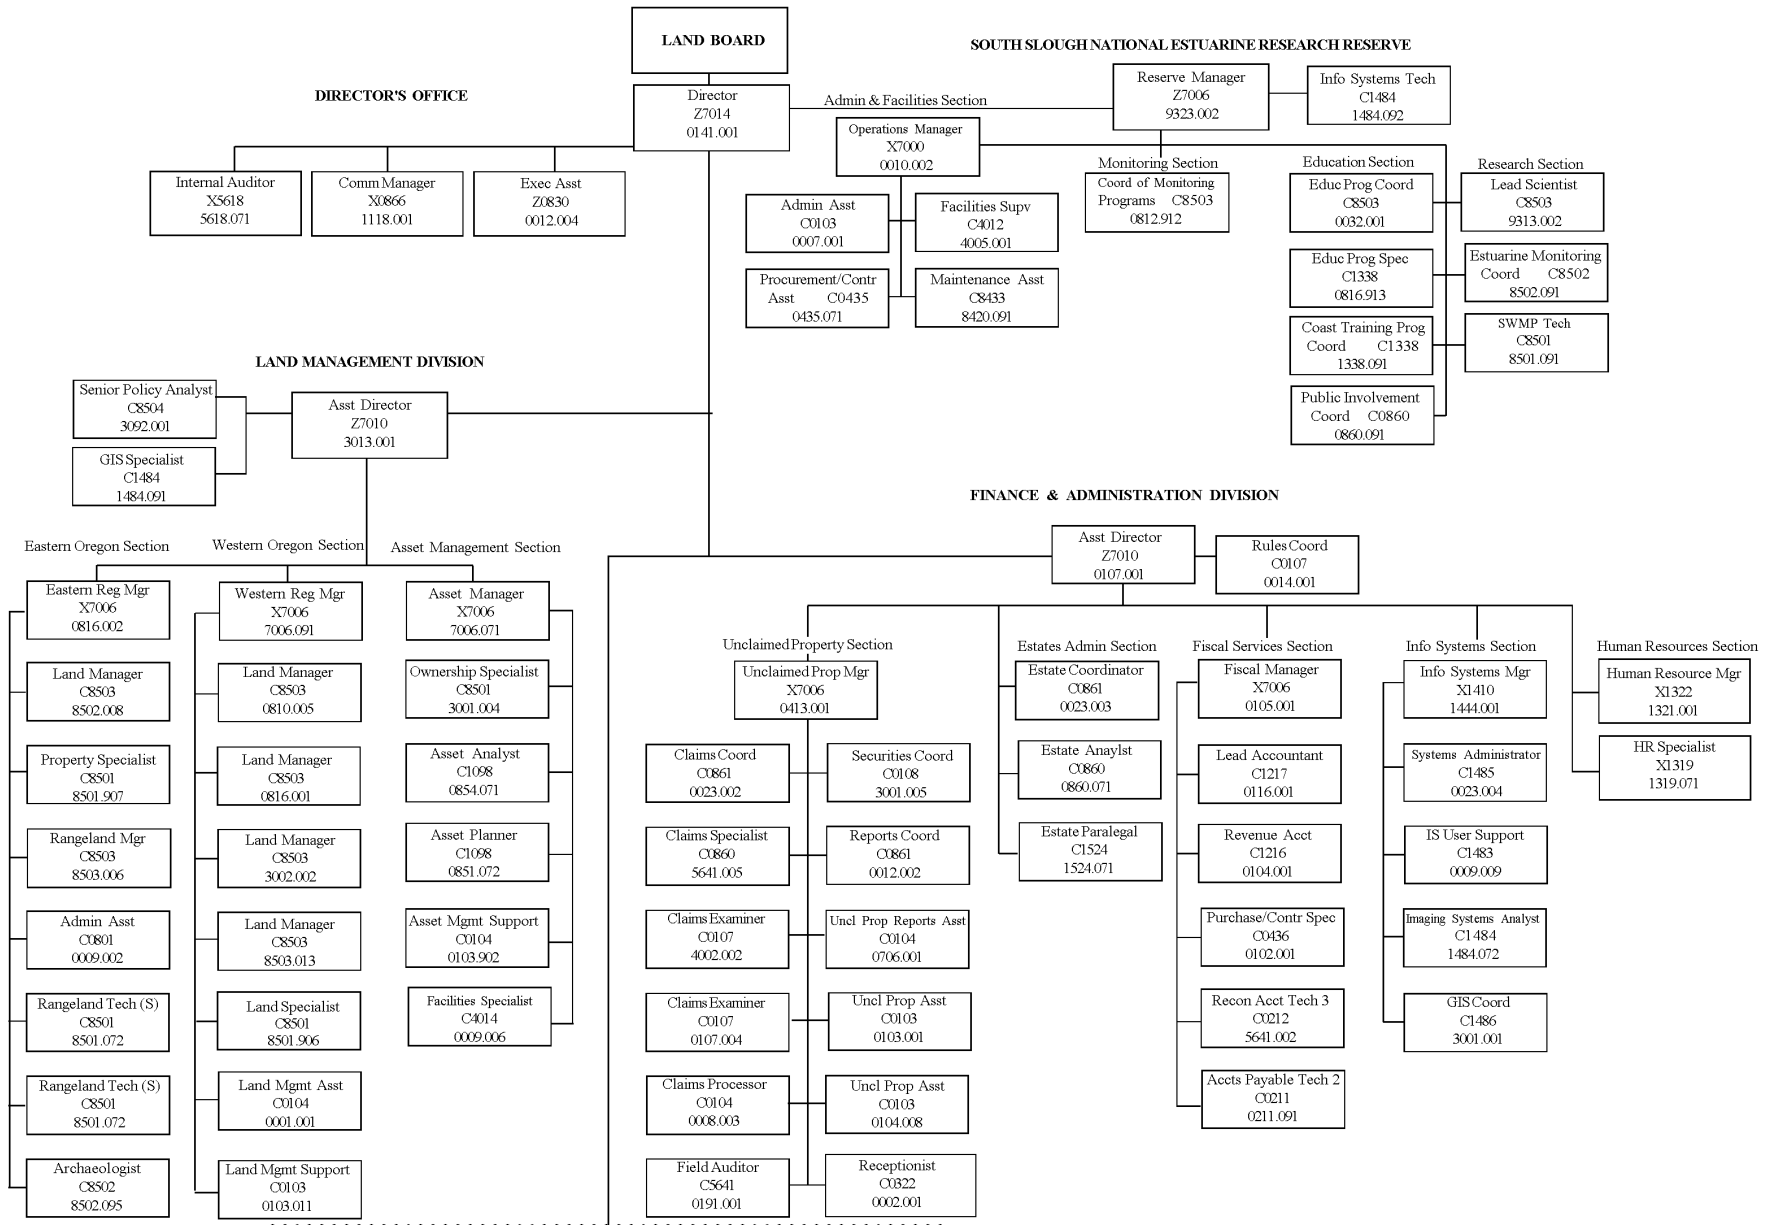 LAND BOARD
SOUTH SLOUGH NATIONAL ESTUARINE RESEARCH RESERVE
DIRECTOR'S OFFICE
Director
Z7014
0141.001
Admin & Facilities Section
Reserve Manager
Z7006
9323.002
Info Systems Tech
C1484
1484.092
Operations Manager
X7000
0010.002
Internal Auditor
X5618
5618.071
Comm Manager
X0866
1118.001
Exec Asst
Z0830
0012.004
Admin Asst
C0103
0007.001
Facilities Supv
C4012
4005.001
Procurement/Contr
Asst C0435
0435.071
Maintenance Asst
C8433
8420.091
Monitoring Section
Coord of Monitoring
Programs C8503
0812.912
Education Section
Educ Prog Coord
C8503
0032.001
Educ Prog Spec
C1338
0816.913
Coast Training Prog
Coord C1338
1338.091
Public Involvement
Coord C0860
0860.091
Research Section
Lead Scientist
C8503
9313.002
Estuarine Monitoring
Coord C8502
8502.091
SWMP Tech
C8501
8501.091
LAND MANAGEMENT DIVISION
Senior Policy Analyst
C8504
3092.001
GIS Specialist
C1484
1484.091
Asst Director
Z7010
3013.001
Eastern Oregon Section
Eastern Reg Mgr
X7006
0816.002
Land Manager
C8503
8502.008
Property Specialist
C8501
8501.907
Rangeland Mgr
C8503
8503.006
Admin Asst
C0801
0009.002
Rangeland Tech (S)
C8501
8501.072
Rangeland Tech (S)
C8501
8501.072
Archaeologist
C8502
8502.095
Western Oregon Section
Western Reg Mgr
X7006
7006.091
Land Manager
C8503
0810.005
Land Manager
C8503
0816.001
Land Manager
C8503
3002.002
Land Manager
C8503
8503.013
Land Specialist
C8501
8501.906
Land Mgmt Asst
C0104
0001.001
Land Mgmt Support
C0103
0103.011
Asset Management Section
Asset Manager
X7006
7006.071
Ownership Specialist
C8501
3001.004
Asset Analyst
C1098
0854.071
Asset Planner
C1098
0851.072
Asset Mgmt Support
C0104
0103.902
Facilities Specialist
C4014
0009.006
FINANCE & ADMINISTRATION DIVISION
Asst Director
Z7010
0107.001
Rules Coord
C0107
0014.001
Unclaimed Property Section
Unclaimed Prop Mgr
X7006
0413.001
Claims Coord
C0861
0023.002
Securities Coord
C0108
3001.005
Claims Specialist
C0860
5641.005
Reports Coord
C0861
0012.002
Claims Examiner
C0107
4002.002
Uncl Prop Reports Asst
C0104
0706.001
Claims Examiner
C0107
0107.004
Uncl Prop Asst
C0103
0103.001
Claims Processor
C0104
0008.003
Uncl Prop Asst
C0103
0104.008
Field Auditor
C5641
0191.001
Receptionist
C0322
0002.001
Estates Admin Section
Estate Coordinator
C0861
0023.003
Estate Anaylst
C0860
0860.071
Estate Paralegal
C1524
1524.071
Fiscal Services Section
Fiscal Manager
X7006
0105.001
Lead Accountant
C1217
0116.001
Revenue Acct
C1216
0104.001
Purchase/Contr Spec
C0436
0102.001
Recon Acct Tech 3
C0212
5641.002
Accts Payable Tech 2
C0211
0211.091
Info Systems Section
Info Systems Mgr
X1410
1444.001
Systems Administrator
C1485
0023.004
IS User Support
C1483
0009.009
Imaging Systems Analyst
C1484
1484.072
GIS Coord
C1486
3001.001
Human Resources Section
Human Resource Mgr
X1322
1321.001
HR Specialist
X1319
1319.071